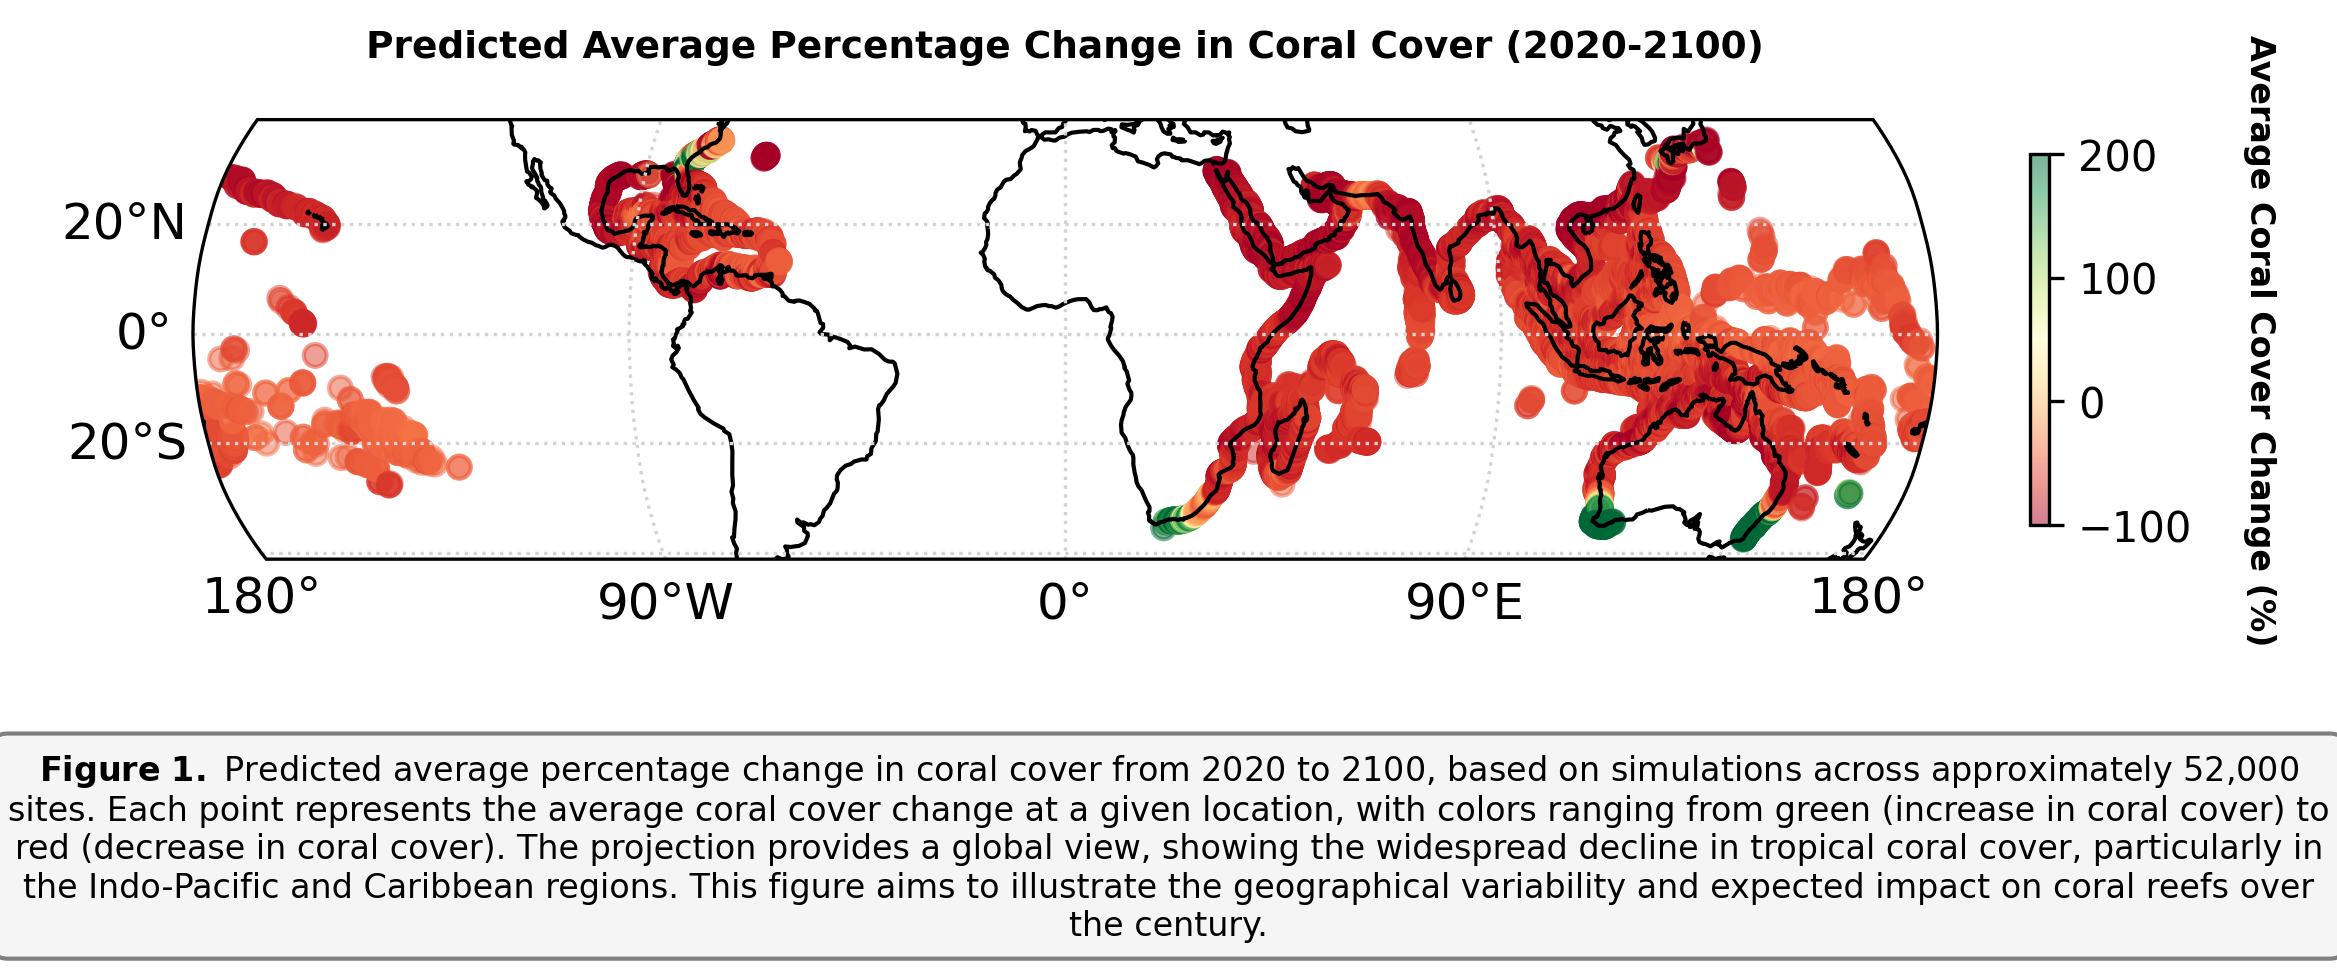 Predicted Average Percentage Change in Coral Cover (2020-2100)
20°N
0°
20°S
180°
90°W
0°
90°E
180°
200
100
0
−100
Average Coral Cover Change (%)
Figure 1. Predicted average percentage change in coral cover from 2020 to 2100, based on simulations across approximately 52,000
sites. Each point represents the average coral cover change at a given location, with colors ranging from green (increase in coral cover) to
red (decrease in coral cover). The projection provides a global view, showing the widespread decline in tropical coral cover, particularly in
the Indo-Pacific and Caribbean regions. This figure aims to illustrate the geographical variability and expected impact on coral reefs over
the century.